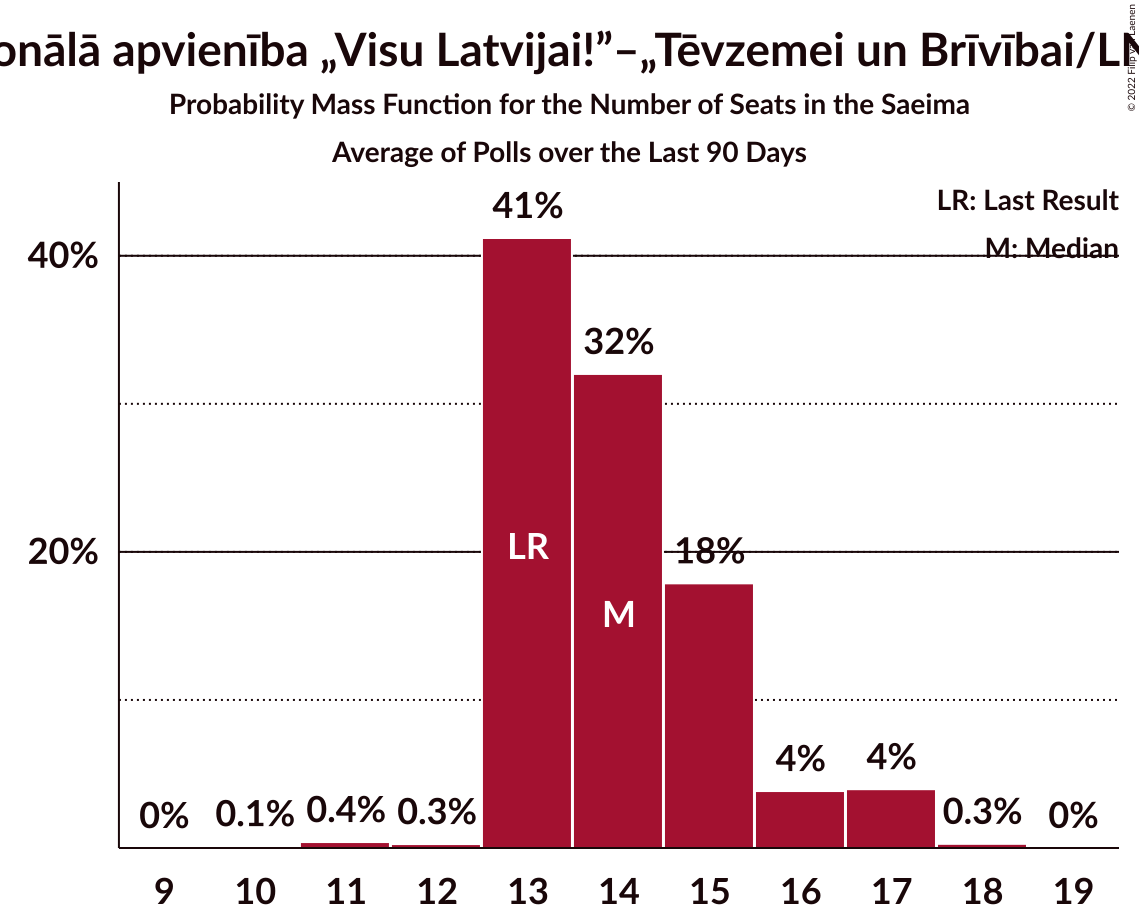 onālā apvienība „Visu Latvijai!”–„Tēvzemei un Brīvībai/LN
© 2022 Filip van Laenen
Probability Mass Function for the Number of Seats in the Saeima
Average of Polls over the Last 90 Days
LR: Last Result
M: Median
40%
20%
0%
0.1%
0.4%
0.3%
41%
32%
18%
4%
4%
0.3%
0%
LR
M
9 10 11 12 13 14 15 16 17 18 19